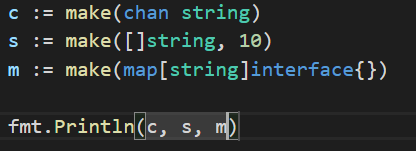 c := make(chan string)
s := make([]string, 10)
m := make(map[string]interface{})
fmt.Println(c, s, m)